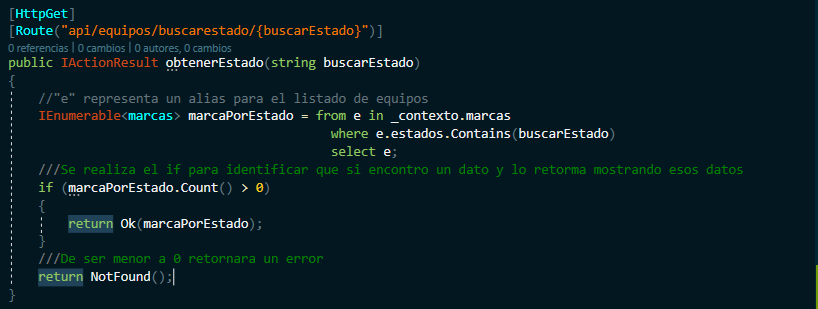 [HttpGet]
[Route("api/equipos/buscarestado/{buscarEstado}")]
0 referencias | 0 cambios | 0 autores, 0 cambios
public IActionResult obtenerEstado(string buscarEstado)
{
//"e" representa un alias para el listado de equipos
IEnumerable<marcas> marcaPorEstado = from e in _contexto.marcas
where e.estados.Contains(buscarEstado)
select e;
///Se realiza el if para identificar que si encontro un dato y lo retorma mostrando esos datos
if (marcaPorEstado.Count() > 0)
{
return Ok(marcaPorEstado);
}
///De ser menor a 0 retornara un error
return NotFound();
}